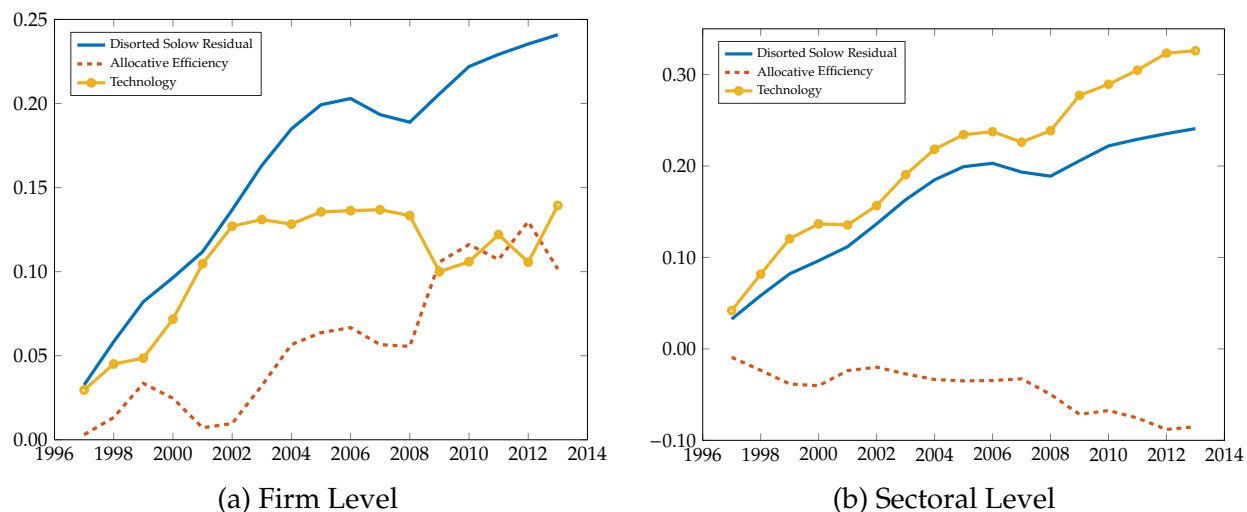 0.25
0.20
0.15
0.10
0.05
0.00
Disorted Solow Residual
Allocative Efficiency
Technology
1996 1998 2000 2002 2004 2006 2008 2010 2012 2014
(a) Firm Level
0.30
0.20
0.10
0.00
−0.10
Disorted Solow Residual
Allocative Efficiency
Technology
1996 1998 2000 2002 2004 2006 2008 2010 2012 2014
(b) Sectoral Level